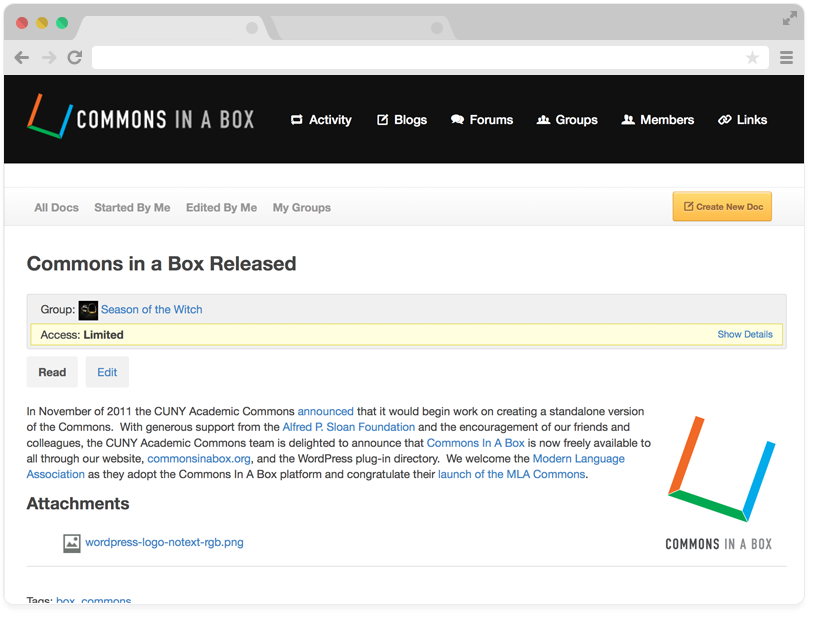 COMMONS IN A BOX
Activity Blogs Forums Groups Members Links
All Docs Started By Me Edited By Me My Groups
Create New Doc
Commons in a Box Released
Group: Season of the Witch
Access: Limited
Show Details
Read Edit
In November of 2011 the CUNY Academic Commons announced that it would begin work on creating a standalone version
of the Commons. With generous support from the Alfred P. Sloan Foundation and the encouragement of our friends and
colleagues, the CUNY Academic Commons team is delighted to announce that Commons In A Box is now freely available to
all through our website, commonsinabox.org, and the WordPress plug-in directory. We welcome the Modern Language
Association as they adopt the Commons In A Box platform and congratulate their launch of the MLA Commons.
COMMONS IN A BOX
Attachments
wordpress-logo-notext-rgb.png
Tags: box, commons